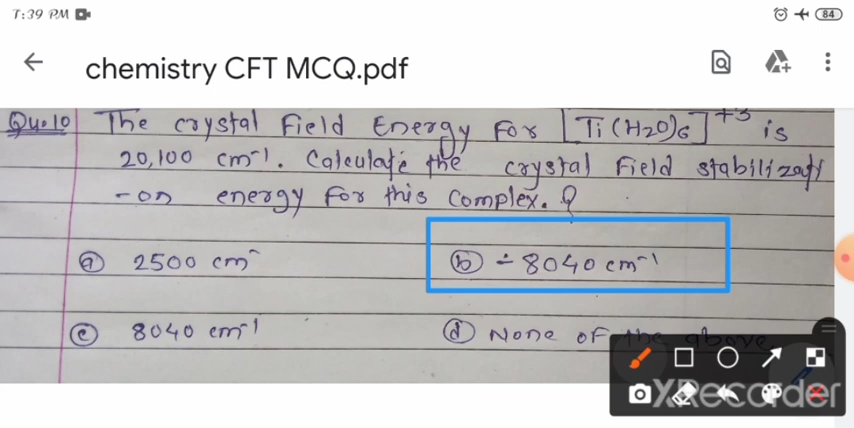 7:39 PM
84
chemistry CFT MCQ.pdf
Qu.10 The crystal Field Energy For [Ti(H2O)6]+3 is
20,100 cm-1. Calculate the crystal Field stabilizati
-on energy For this complex. ?
(a) 2500 cm-
(b) - 8040 cm-1
(c) 8040 cm-1
(d) None of the above
XRecorder